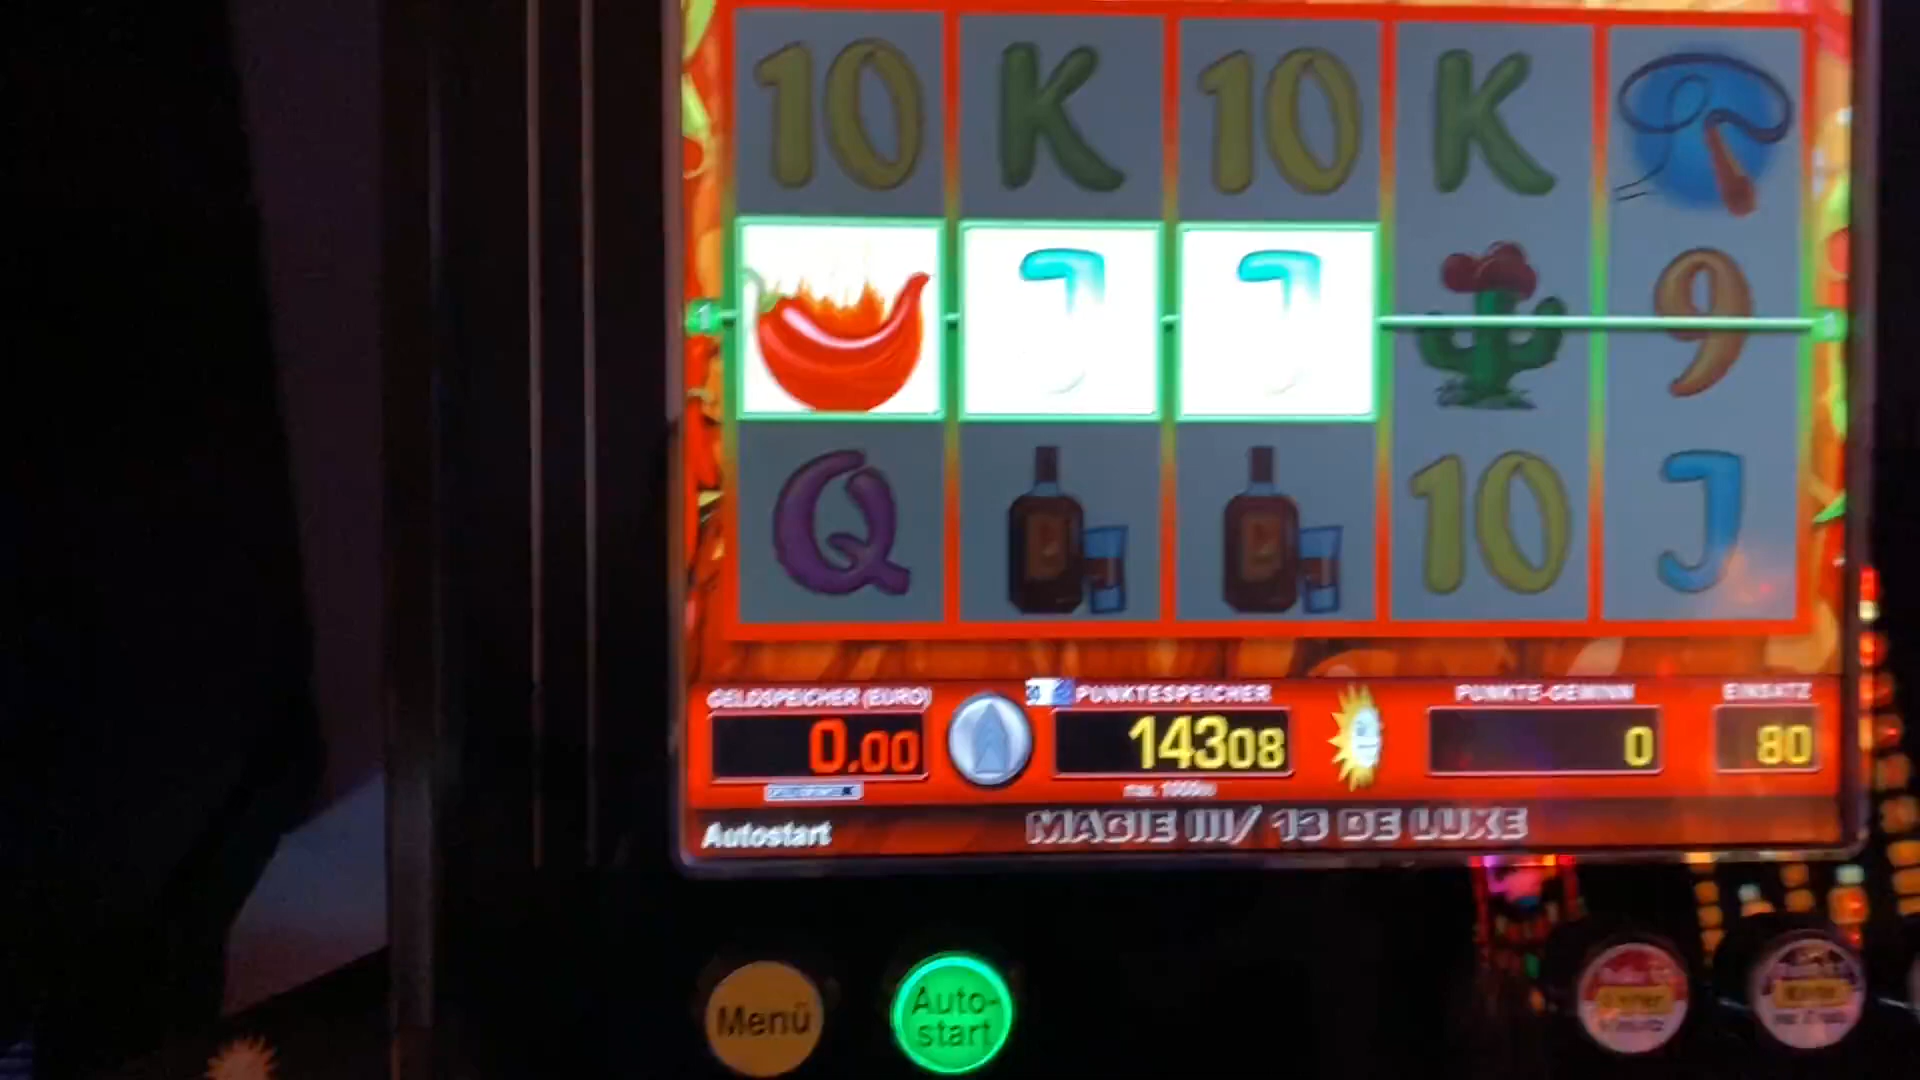 10 K 10 K
1 J J 9
Q 10 J
GELDSPEICHER (EURO) PUNKTESPEICHER PUNKTE-GEWINN EINSATZ
0.00 14308 0 80
Autostart MAGIE III/ 13 DE LUXE
Menü
Auto-
start